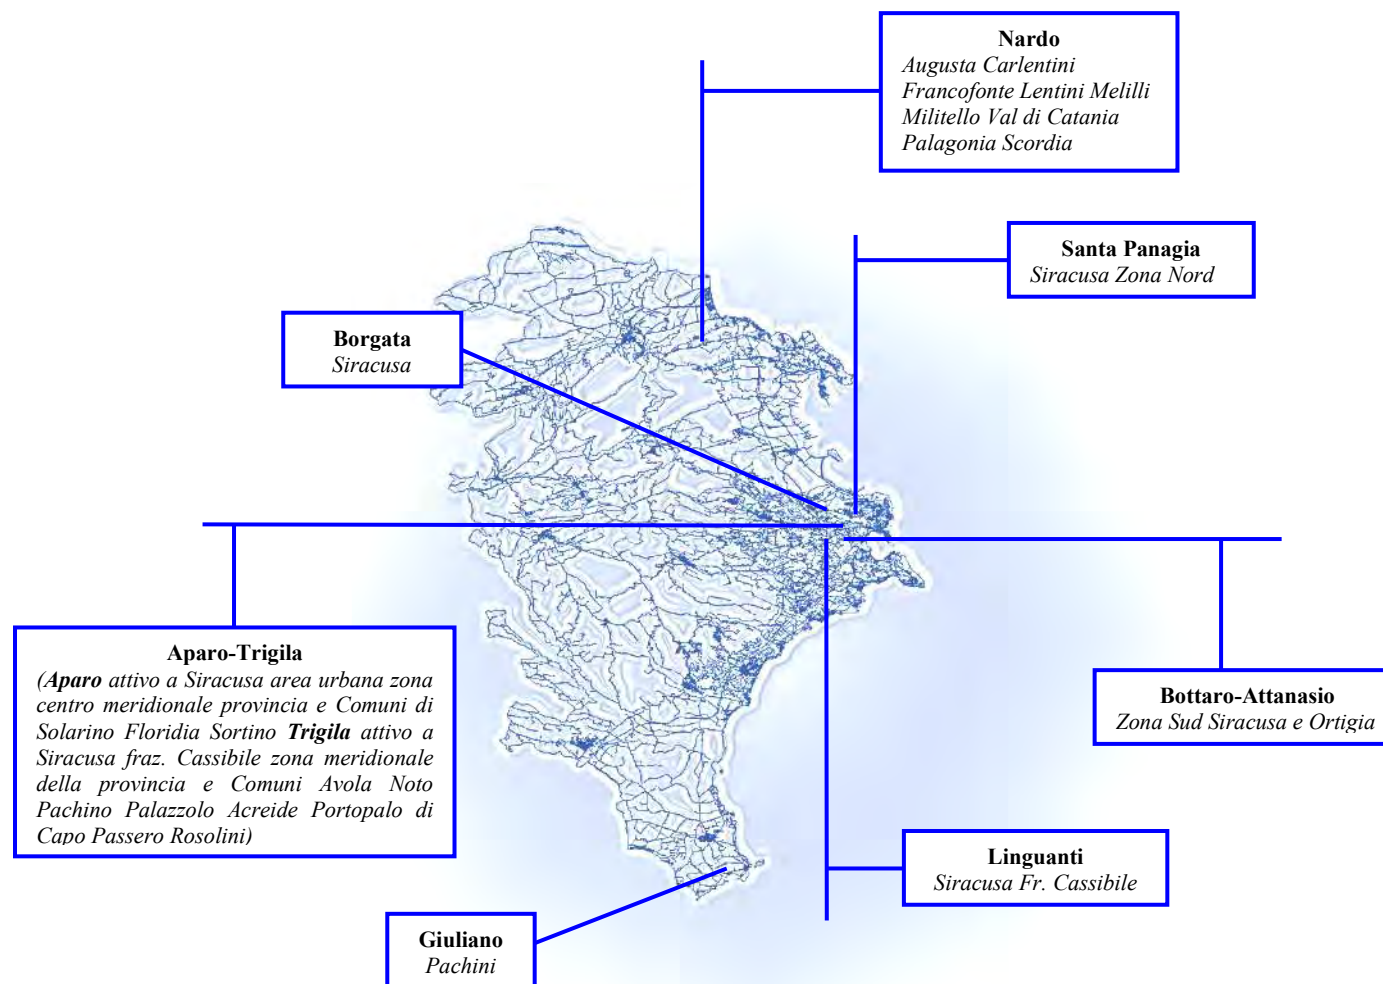 Nardo
Augusta Carlentini
Francofonte Lentini Melilli
Militello Val di Catania
Palagonia Scordia
Santa Panagia
Siracusa Zona Nord
Borgata
Siracusa
Aparo-Trigila
(Aparo attivo a Siracusa area urbana zona
centro meridionale provincia e Comuni di
Solarino Floridia Sortino Trigila attivo a
Siracusa fraz. Cassibile zona meridionale
della provincia e Comuni Avola Noto
Pachino Palazzolo Acreide Portopalo di
Capo Passero Rosolini)
Bottaro-Attanasio
Zona Sud Siracusa e Ortigia
Linguanti
Siracusa Fr. Cassibile
Giuliano
Pachini